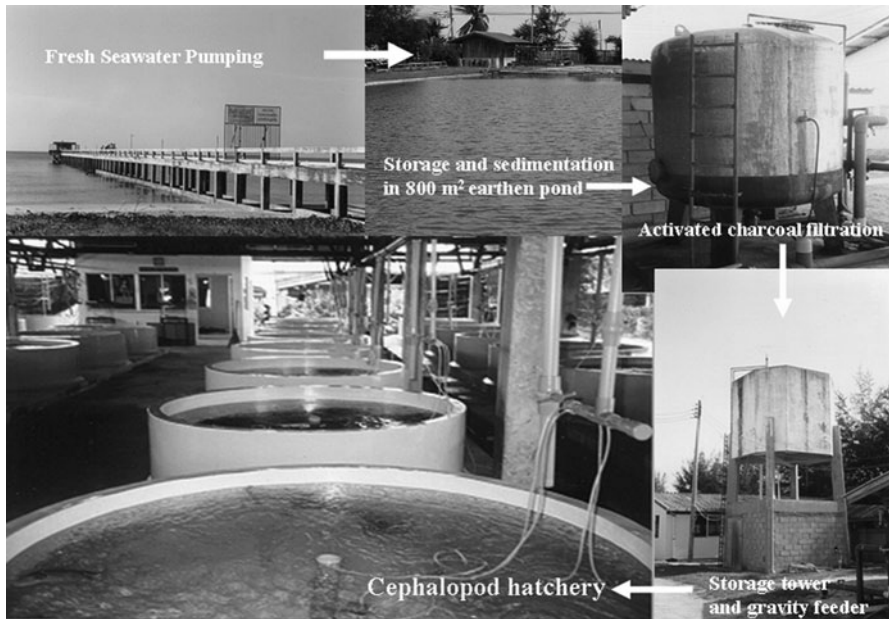 Fresh Seawater Pumping
Storage and sedimentation
in 800 m² earthen pond
Activated charcoal filtration
Cephalopod hatchery
Storage tower
and gravity feeder